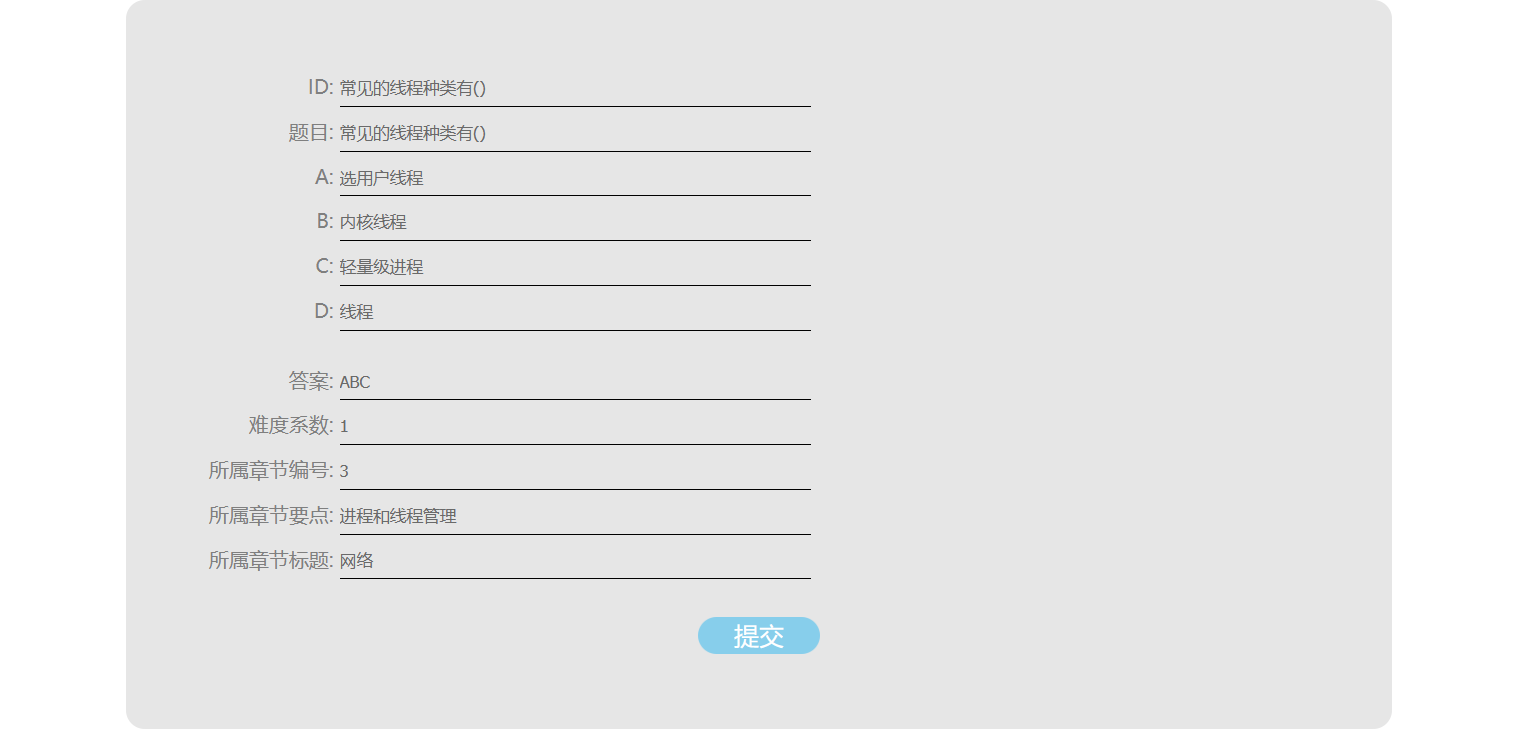 ID: 常见的线程种类有()
题目: 常见的线程种类有()
A: 选用户线程
B: 内核线程
C: 轻量级进程
D: 线程
答案: ABC
难度系数: 1
所属章节编号: 3
所属章节要点: 进程和线程管理
所属章节标题: 网络
提交